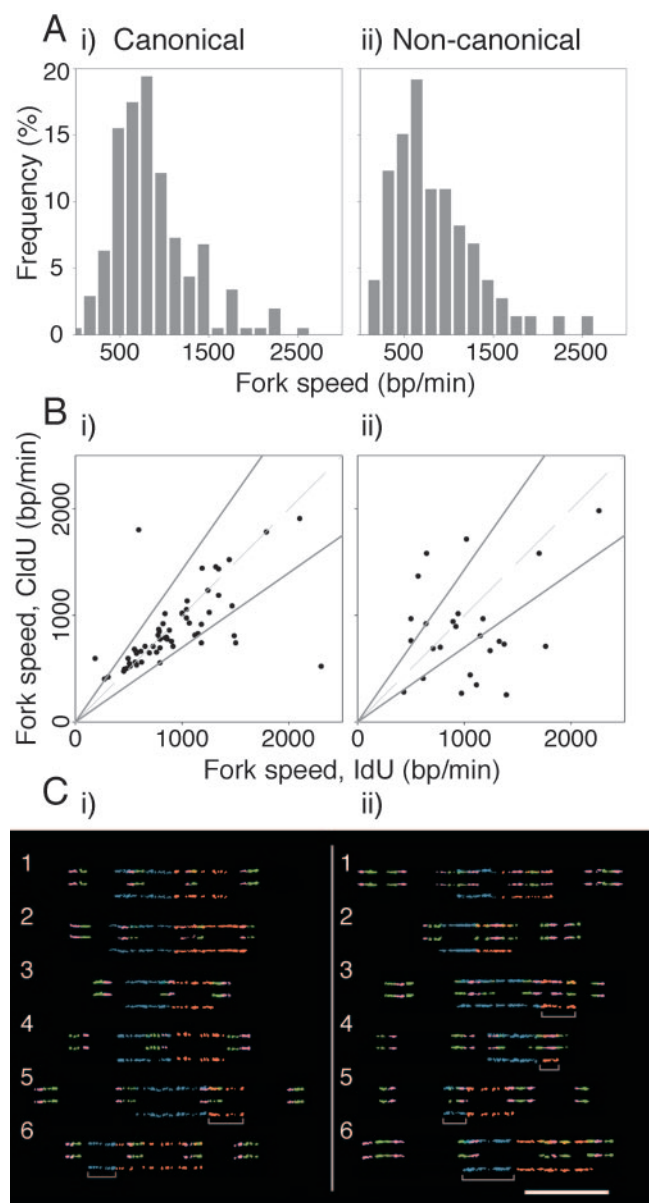 A i) Canonical ii) Non-canonical
Frequency (%)
20
15
10
5
0
500 1500 2500 500 1500 2500
Fork speed (bp/min)
B i) ii)
Fork speed, CldU (bp/min)
2000
1000
0
0 1000 2000 0 1000 2000
Fork speed, IdU (bp/min)
C i) ii)
1 1
2 2
3 3
4 4
5 5
6 6